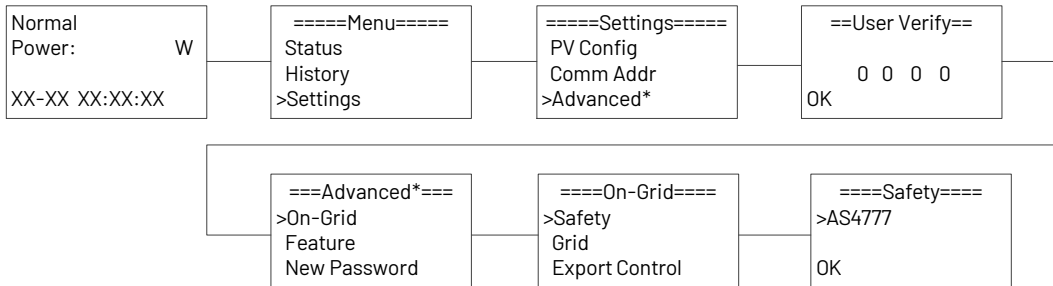 Normal
Power: W
XX-XX XX:XX:XX
=====Menu=====
Status
History
>Settings
=====Settings=====
PV Config
Comm Addr
>Advanced*
==User Verify==
0 0 0 0
OK
===Advanced*===
>On-Grid
Feature
New Password
====On-Grid====
>Safety
Grid
Export Control
====Safety====
>AS4777
OK